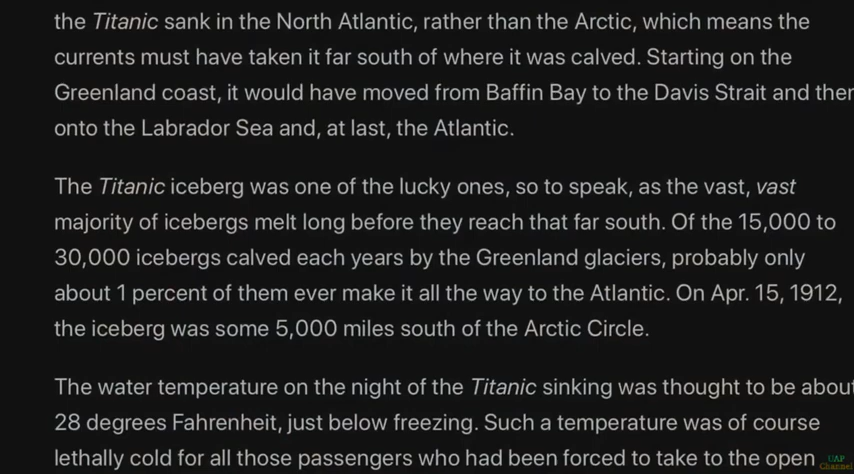 the Titanic sank in the North Atlantic, rather than the Arctic, which means the
currents must have taken it far south of where it was calved. Starting on the
Greenland coast, it would have moved from Baffin Bay to the Davis Strait and then
onto the Labrador Sea and, at last, the Atlantic.
The Titanic iceberg was one of the lucky ones, so to speak, as the vast, vast
majority of icebergs melt long before they reach that far south. Of the 15,000 to
30,000 icebergs calved each years by the Greenland glaciers, probably only
about 1 percent of them ever make it all the way to the Atlantic. On Apr. 15, 1912,
the iceberg was some 5,000 miles south of the Arctic Circle.
The water temperature on the night of the Titanic sinking was thought to be about
28 degrees Fahrenheit, just below freezing. Such a temperature was of course
lethally cold for all those passengers who had been forced to take to the open
UAP
Channel